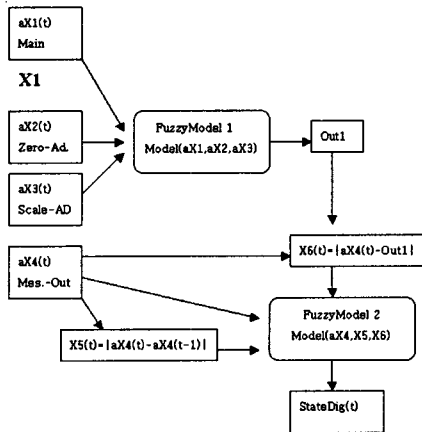 aX1(t)
Main
X1
aX2(t)
Zero-Ad.
aX3(t)
Scale-AD
FuzzyModel 1
Model(aX1,aX2,aX3)
Out1
aX4(t)
Mes.-Out
X6(t)=|aX4(t)-Out1|
X5(t)=|aX4(t)-aX4(t-1)|
FuzzyModel 2
Model(aX4,X5,X6)
StateDig(t)